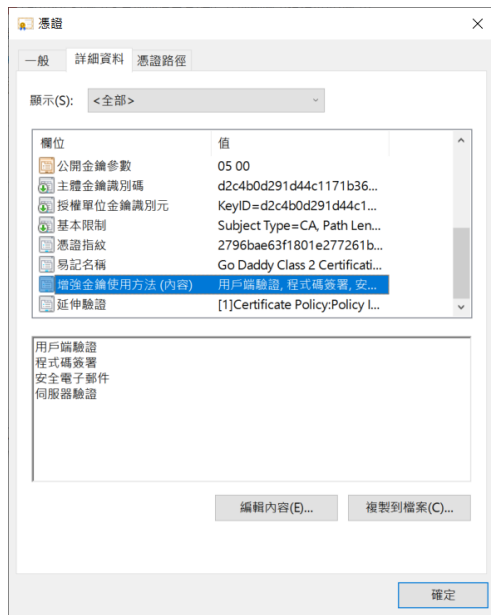 憑證
一般 詳細資料 憑證路徑
顯示(S): <全部>
欄位 值
公開金鑰參數 05 00
主體金鑰識別碼 d2c4b0d291d44c1171b36...
授權單位金鑰識別元 KeyID=d2c4b0d291d44c1...
基本限制 Subject Type=CA, Path Len...
憑證指紋 2796bae63f1801e277261b...
易記名稱 Go Daddy Class 2 Certificati...
增強金鑰使用方法 (內容) 用戶端驗證, 程式碼簽署, 安...
延伸驗證 [1]Certificate Policy:Policy I...
用戶端驗證
程式碼簽署
安全電子郵件
伺服器驗證
編輯內容(E)... 複製到檔案(C)...
確定